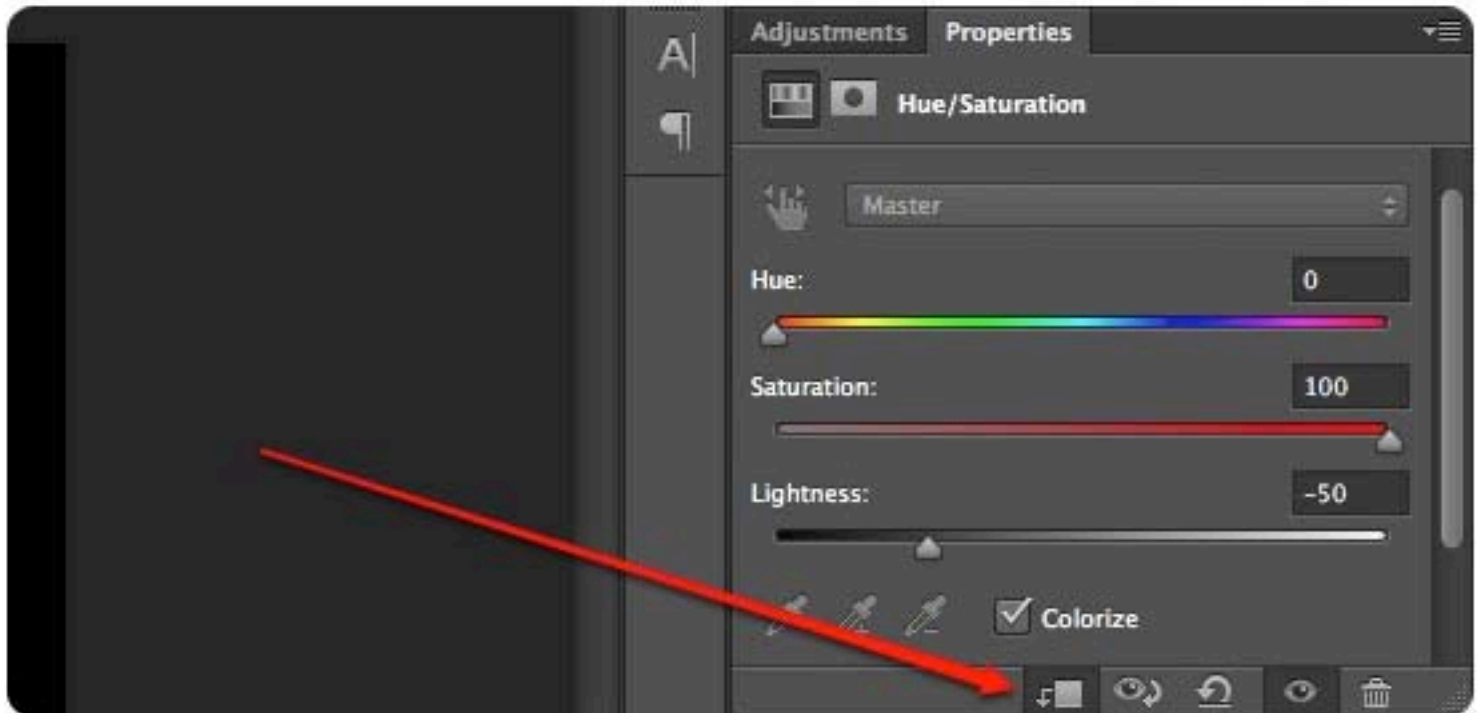 Adjustments Properties
Hue/Saturation
Master
Hue: 0
Saturation: 100
Lightness: -50
Colorize